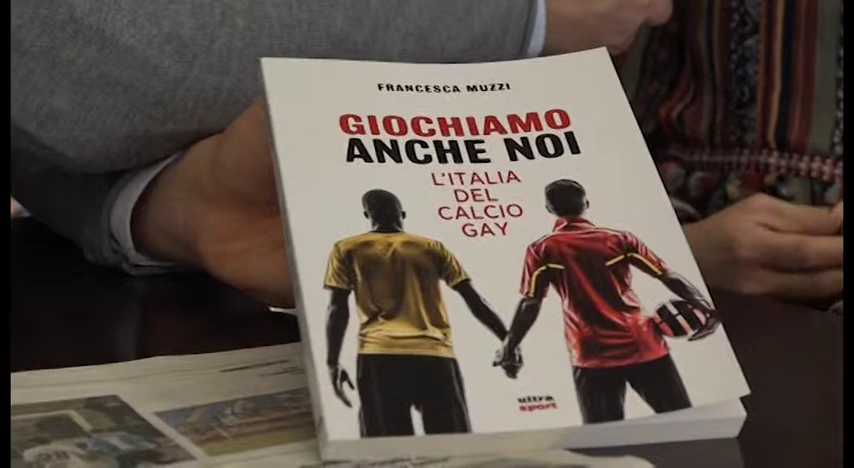 FRANCESCA MUZZI
GIOCHIAMO
ANCHE NOI
L'ITALIA
DEL
CALCIO
GAY
ultra
sport